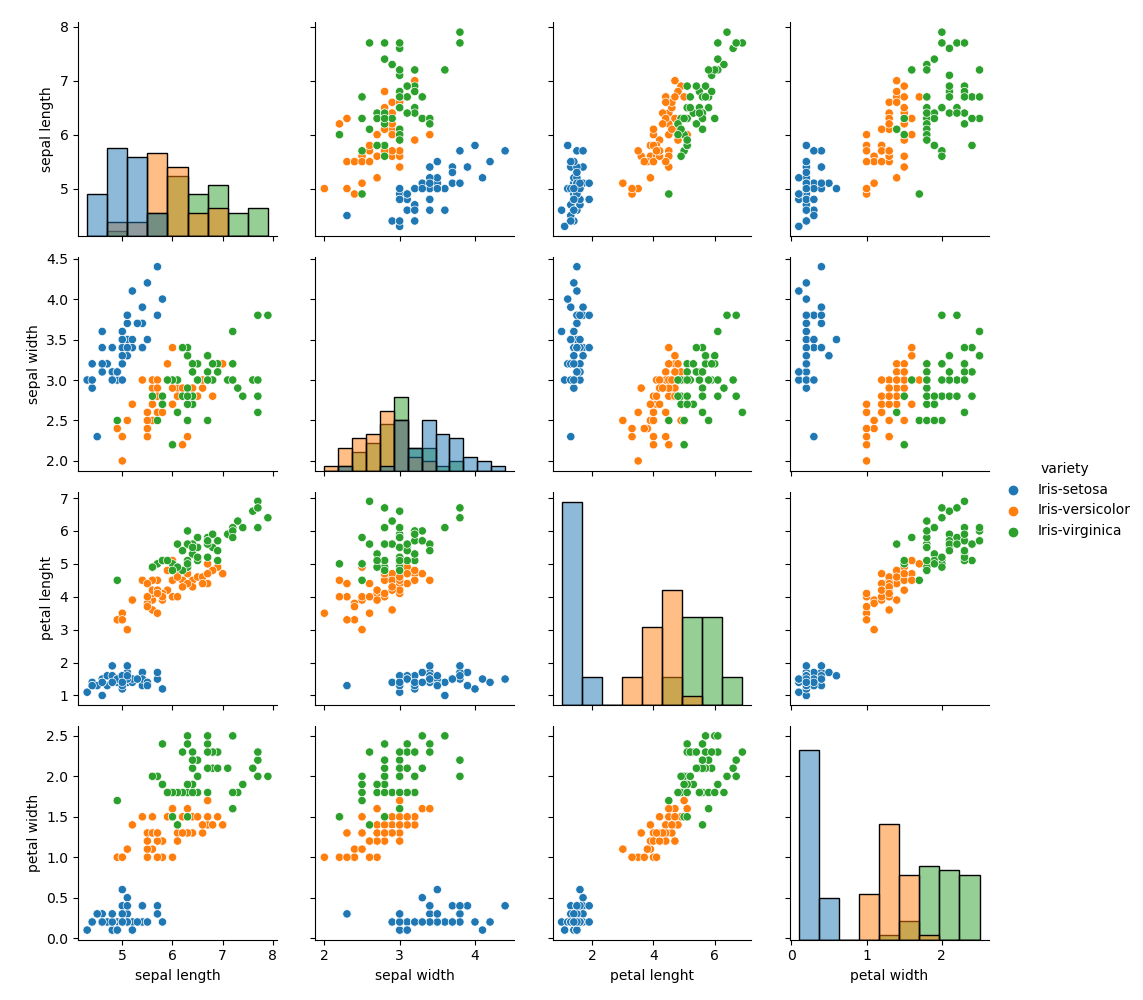 8
7
6
5
sepal length
4.5
4.0
3.5
3.0
2.5
2.0
sepal width
variety
Iris-setosa
Iris-versicolor
Iris-virginica
7
6
5
4
3
2
1
petal lenght
2.5
2.0
1.5
1.0
0.5
0.0
petal width
5 6 7 8
sepal length
2 3 4
sepal width
2 4 6
petal lenght
0 1 2
petal width